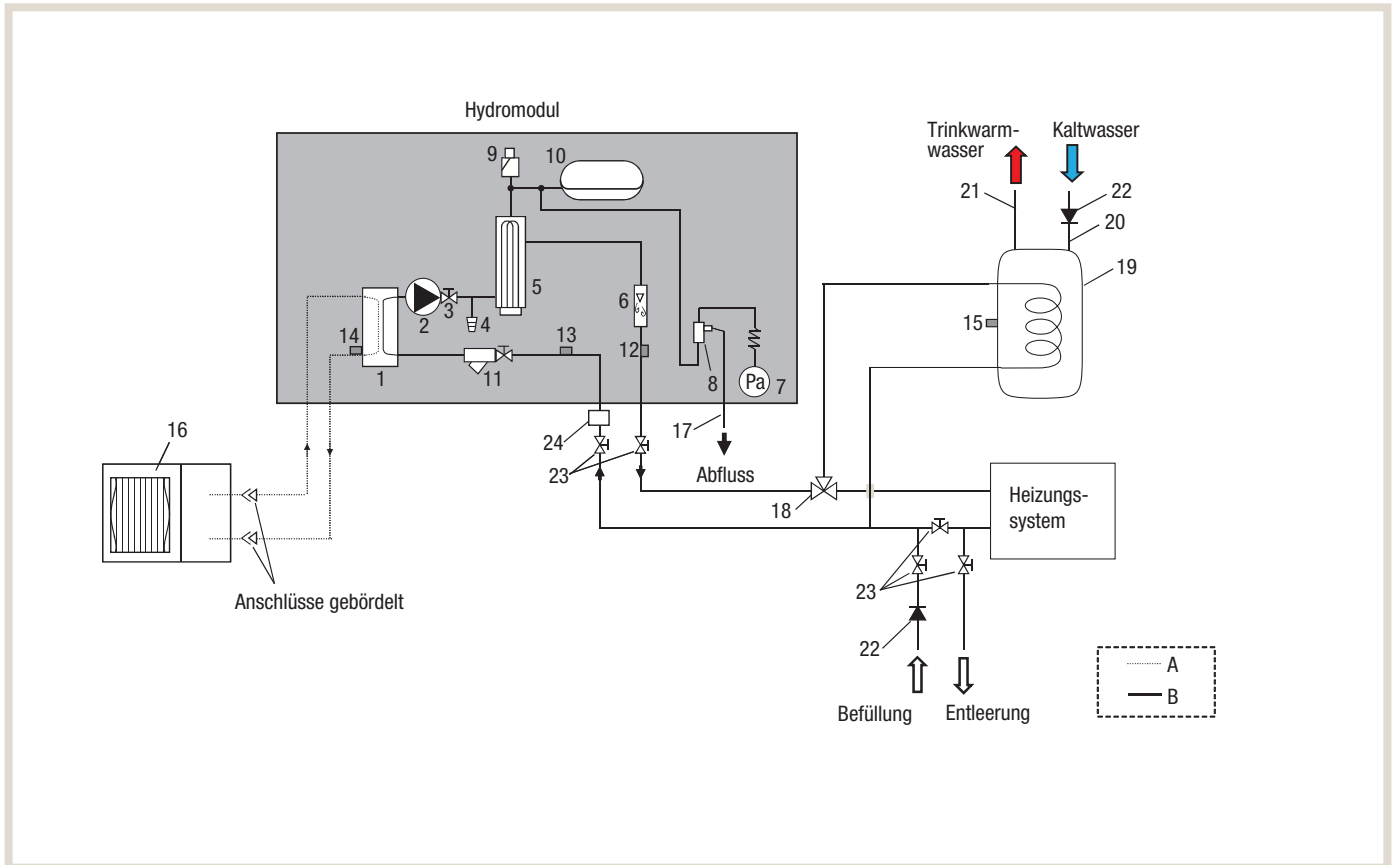 Hydromodul
Trinkwarm-
wasser
Kaltwasser
9
10
21
22
20
19
5
6
3
2
4
15
14
13
12
1
11
8
Pa
7
16
24
17
23
Abfluss
18
Heizungs-
system
Anschlüsse gebördelt
23
22
A
B
Befüllung
Entleerung